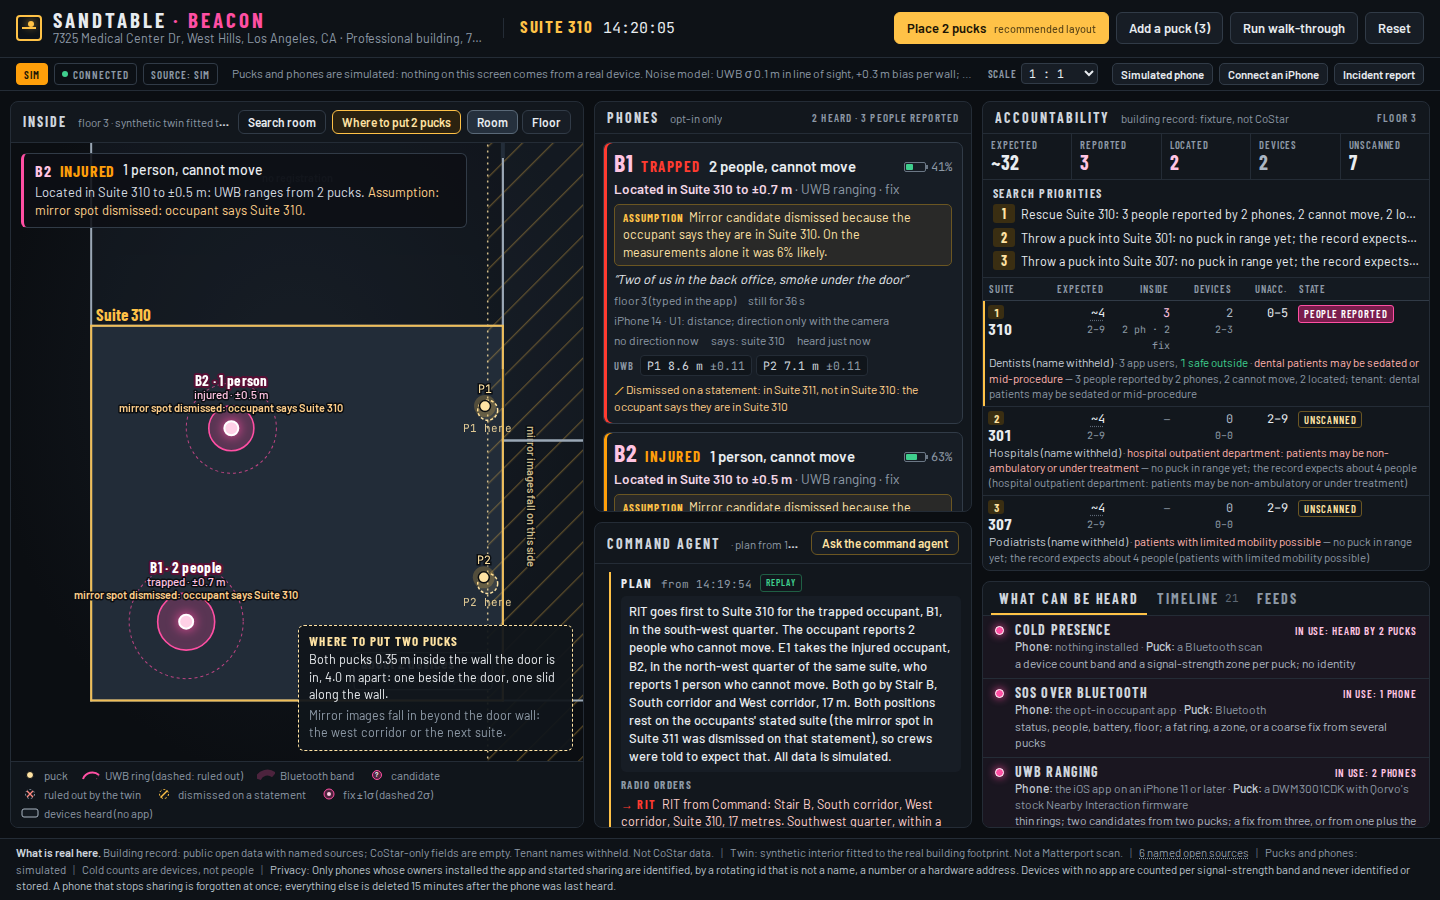 SANDTABLE · BEACON
7325 Medical Center Dr, West Hills, Los Angeles, CA · Professional building, 7...
SUITE 310 14:20:05
Place 2 pucks recommended layout
Add a puck (3)
Run walk-through
Reset
SIM
CONNECTED
SOURCE: SIM
Pucks and phones are simulated: nothing on this screen comes from a real device. Noise model: UWB σ 0.1 m in line of sight, +0.3 m bias per wall; ...
SCALE 1 : 1
Simulated phone
Connect an iPhone
Incident report
INSIDE floor 3 · synthetic twin fitted t...
Search room
Where to put 2 pucks
Room
Floor
B2 INJURED 1 person, cannot move
Located in Suite 310 to ±0.5 m: UWB ranges from 2 pucks. Assumption:
mirror spot dismissed: occupant says Suite 310.
Suite 310
B2 · 1 person
injured · ±0.5 m
mirror spot dismissed: occupant says Suite 310
P1
P1 here
mirror images fall on this side
P2
P2 here
B1 · 2 people
trapped · ±0.7 m
mirror spot dismissed: occupant says Suite 310
WHERE TO PUT TWO PUCKS
Both pucks 0.35 m inside the wall the door is
in, 4.0 m apart: one beside the door, one slid
along the wall.
Mirror images fall in beyond the door wall:
the west corridor or the next suite.
puck
UWB ring (dashed: ruled out)
Bluetooth band
candidate
ruled out by the twin
dismissed on a statement
fix ±1σ (dashed 2σ)
devices heard (no app)
PHONES opt-in only
2 HEARD · 3 PEOPLE REPORTED
B1 TRAPPED 2 people, cannot move 41%
Located in Suite 310 to ±0.7 m · UWB ranging · fix
ASSUMPTION Mirror candidate dismissed because the
occupant says they are in Suite 310. On the
measurements alone it was 6% likely.
"Two of us in the back office, smoke under the door"
floor 3 (typed in the app) still for 36 s
iPhone 14 · U1: distance; direction only with the camera
no direction now says: suite 310 heard just now
UWB P1 8.6 m ±0.11 P2 7.1 m ±0.11
Dismissed on a statement: in Suite 311, not in Suite 310: the
occupant says they are in Suite 310
B2 INJURED 1 person, cannot move 63%
Located in Suite 310 to ±0.5 m · UWB ranging · fix
ASSUMPTION Mirror candidate dismissed because the
COMMAND AGENT · plan from 1...
Ask the command agent
PLAN from 14:19:54 REPLAY
RIT goes first to Suite 310 for the trapped occupant, B1,
in the south-west quarter. The occupant reports 2
people who cannot move. E1 takes the injured occupant,
B2, in the north-west quarter of the same suite, who
reports 1 person who cannot move. Both go by Stair B,
South corridor and West corridor, 17 m. Both positions
rest on the occupants' stated suite (the mirror spot in
Suite 311 was dismissed on that statement), so crews
were told to expect that. All data is simulated.
RADIO ORDERS
→ RIT RIT from Command: Stair B, South corridor, West
corridor, Suite 310, 17 metres. Southwest quarter, within a
ACCOUNTABILITY building record: fixture, not CoStar
FLOOR 3
EXPECTED REPORTED LOCATED DEVICES UNSCANNED
~32 3 2 2 7
SEARCH PRIORITIES
1 Rescue Suite 310: 3 people reported by 2 phones, 2 cannot move, 2 lo...
2 Throw a puck into Suite 301: no puck in range yet; the record expects...
3 Throw a puck into Suite 307: no puck in range yet; the record expects...
SUITE EXPECTED INSIDE DEVICES UNACC. STATE
1 ~4 3 2 0-5 PEOPLE REPORTED
310 2-9 2 ph · 2 2-3
fix
Dentists (name withheld) · 3 app users, 1 safe outside · dental patients may be sedated or
mid-procedure — 3 people reported by 2 phones, 2 cannot move, 2 located; tenant: dental
patients may be sedated or mid-procedure
2 ~4 — 0 2-9 UNSCANNED
301 2-9 0-0
Hospitals (name withheld) · hospital outpatient department: patients may be non-
ambulatory or under treatment — no puck in range yet; the record expects about 4 people
(hospital outpatient department: patients may be non-ambulatory or under treatment)
3 ~4 — 0 2-9 UNSCANNED
307 2-9 0-0
Podiatrists (name withheld) · patients with limited mobility possible — no puck in range
yet; the record expects about 4 people (patients with limited mobility possible)
WHAT CAN BE HEARD TIMELINE 21 FEEDS
COLD PRESENCE IN USE: HEARD BY 2 PUCKS
Phone: nothing installed · Puck: a Bluetooth scan
a device count band and a signal-strength zone per puck; no identity
SOS OVER BLUETOOTH IN USE: 1 PHONE
Phone: the opt-in occupant app · Puck: Bluetooth
status, people, battery, floor; a fat ring, a zone, or a coarse fix from several
pucks
UWB RANGING IN USE: 2 PHONES
Phone: the iOS app on an iPhone 11 or later · Puck: a DWM3001CDK with Qorvo's
stock Nearby Interaction firmware
thin rings; two candidates from two pucks; a fix from three, or from one plus the
What is real here. Building record: public open data with named sources; CoStar-only fields are empty. Tenant names withheld. Not CoStar data. | Twin: synthetic interior fitted to the real building footprint. Not a Matterport scan. | 6 named open sources | Pucks and phones:
simulated | Cold counts are devices, not people | Privacy: Only phones whose owners installed the app and started sharing are identified, by a rotating id that is not a name, a number or a hardware address. Devices with no app are counted per signal-strength band and never identified or
stored. A phone that stops sharing is forgotten at once; everything else is deleted 15 minutes after the phone was last heard.